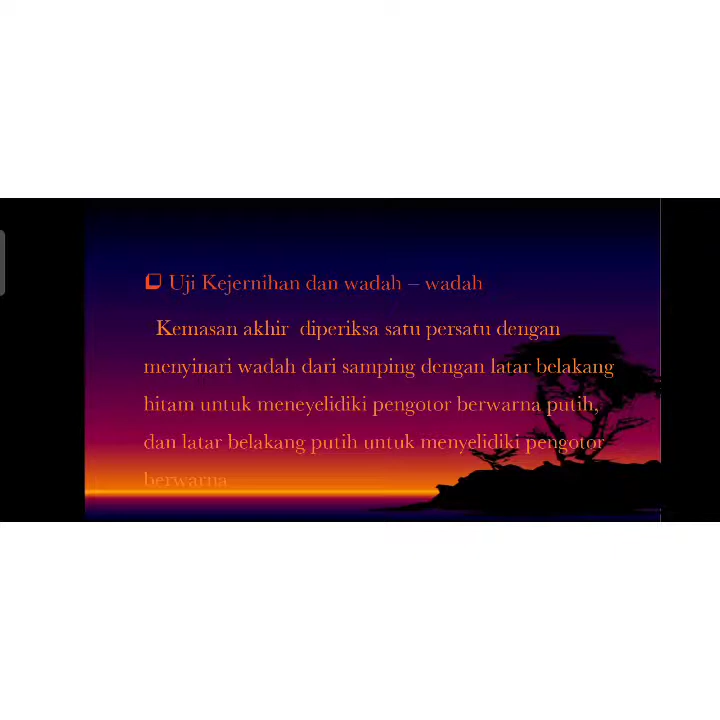 Uji Kejernihan dan wadah – wadah
Kemasan akhir diperiksa satu persatu dengan
menyinari wadah dari samping dengan latar belakang
hitam untuk meneyelidiki pengotor berwarna putih,
dan latar belakang putih untuk menyelidiki pengotor
berwarna